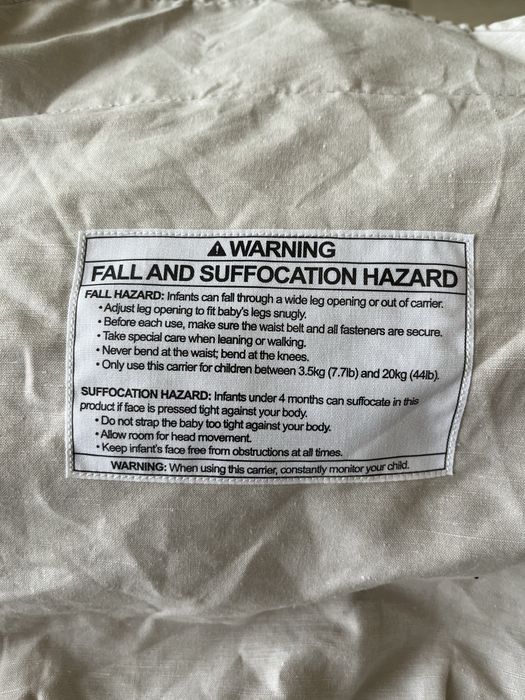 ⚠ WARNING
FALL AND SUFFOCATION HAZARD
FALL HAZARD: Infants can fall through a wide leg opening or out of carrier.
• Adjust leg opening to fit baby's legs snugly.
• Before each use, make sure the waist belt and all fasteners are secure.
• Take special care when leaning or walking.
• Never bend at the waist; bend at the knees.
• Only use this carrier for children between 3.5kg (7.7lb) and 20kg (44lb).
SUFFOCATION HAZARD: Infants under 4 months can suffocate in this
product if face is pressed tight against your body.
• Do not strap the baby too tight against your body.
• Allow room for head movement.
• Keep infant's face free from obstructions at all times.
WARNING: When using this carrier, constantly monitor your child.